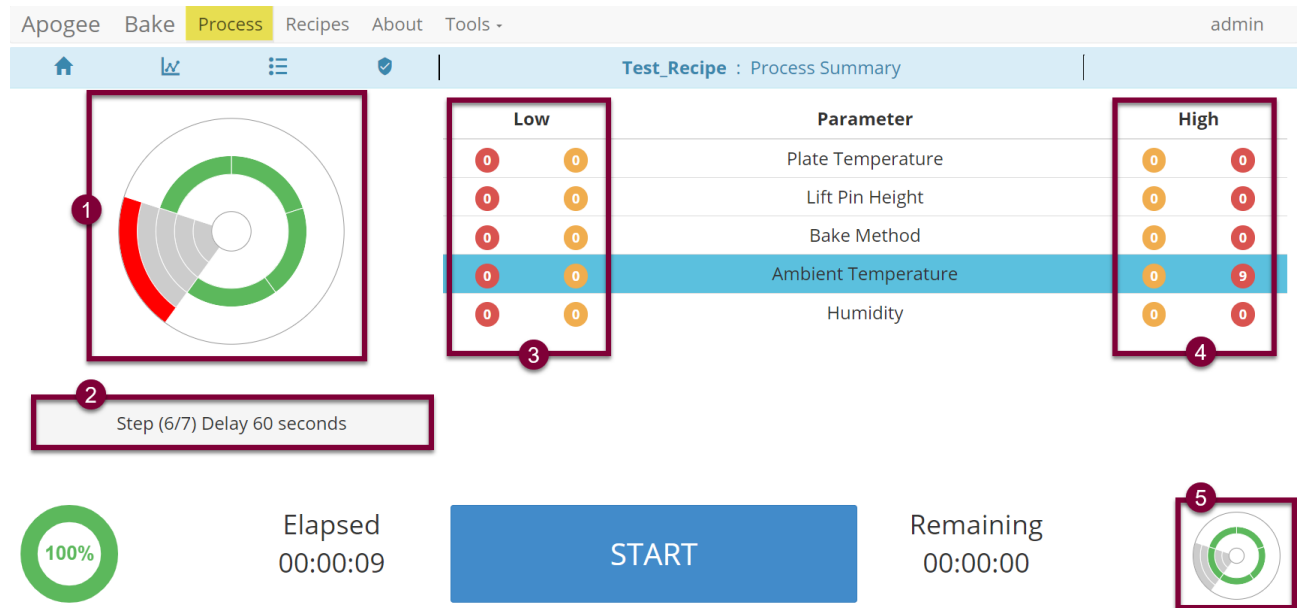 Apogee Bake Process Recipes About Tools admin
Test_Recipe : Process Summary
Low Parameter High
0 0 Plate Temperature 0 0
0 0 Lift Pin Height 0 0
1
0 0 Bake Method 0 0
0 0 Ambient Temperature 0 9
0 0 Humidity 0 0
3 4
2
Step (6/7) Delay 60 seconds
5
100% Elapsed START Remaining
00:00:09 00:00:00